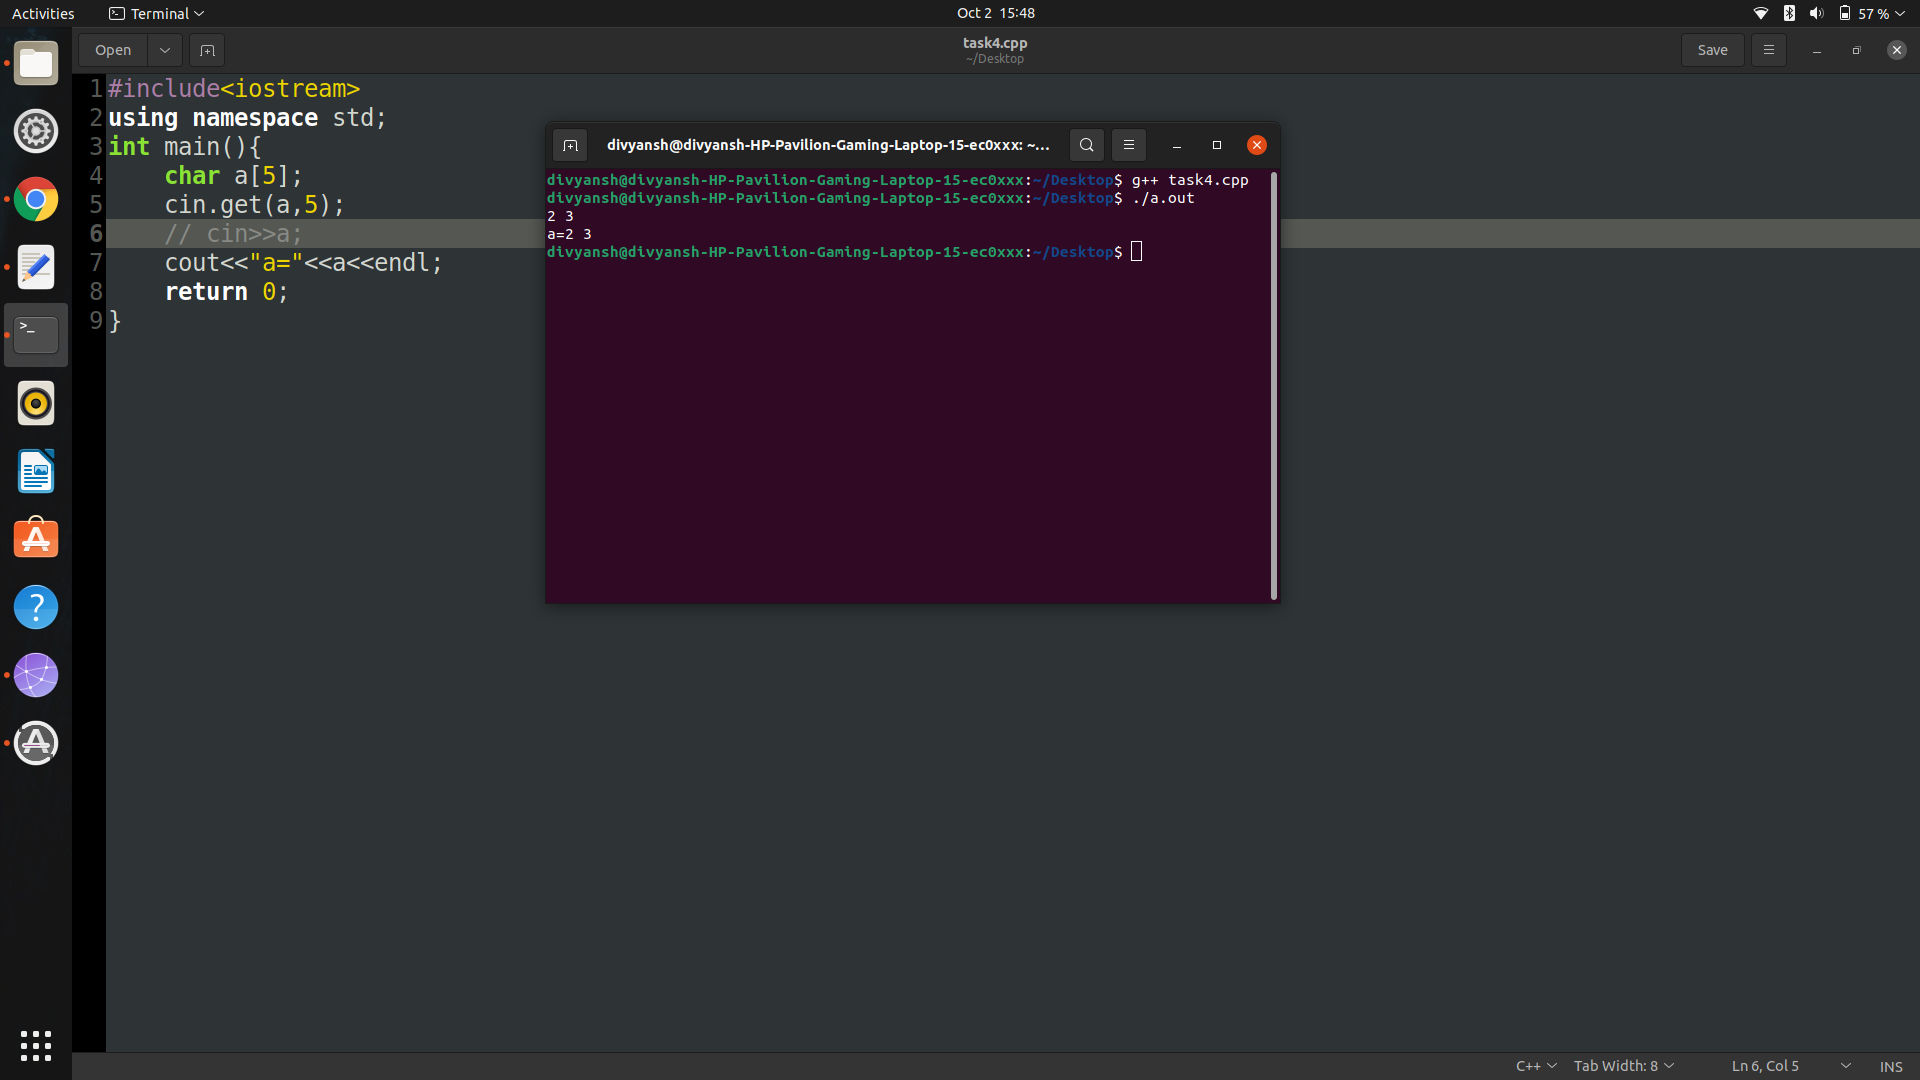 Activities Terminal Oct 2 15:48 57 %
Open task4.cpp Save
~/Desktop
1 #include<iostream>
2 using namespace std;
3 int main(){
4 char a[5];
5 cin.get(a,5);
6 // cin>>a;
7 cout<<"a="<<a<<endl;
8 return 0;
9 }
divyansh@divyansh-HP-Pavilion-Gaming-Laptop-15-ec0xxx: ~...
divyansh@divyansh-HP-Pavilion-Gaming-Laptop-15-ec0xxx:~/Desktop$ g++ task4.cpp
divyansh@divyansh-HP-Pavilion-Gaming-Laptop-15-ec0xxx:~/Desktop$ ./a.out
2 3
a=2 3
divyansh@divyansh-HP-Pavilion-Gaming-Laptop-15-ec0xxx:~/Desktop$
C++ Tab Width: 8 Ln 6, Col 5 INS